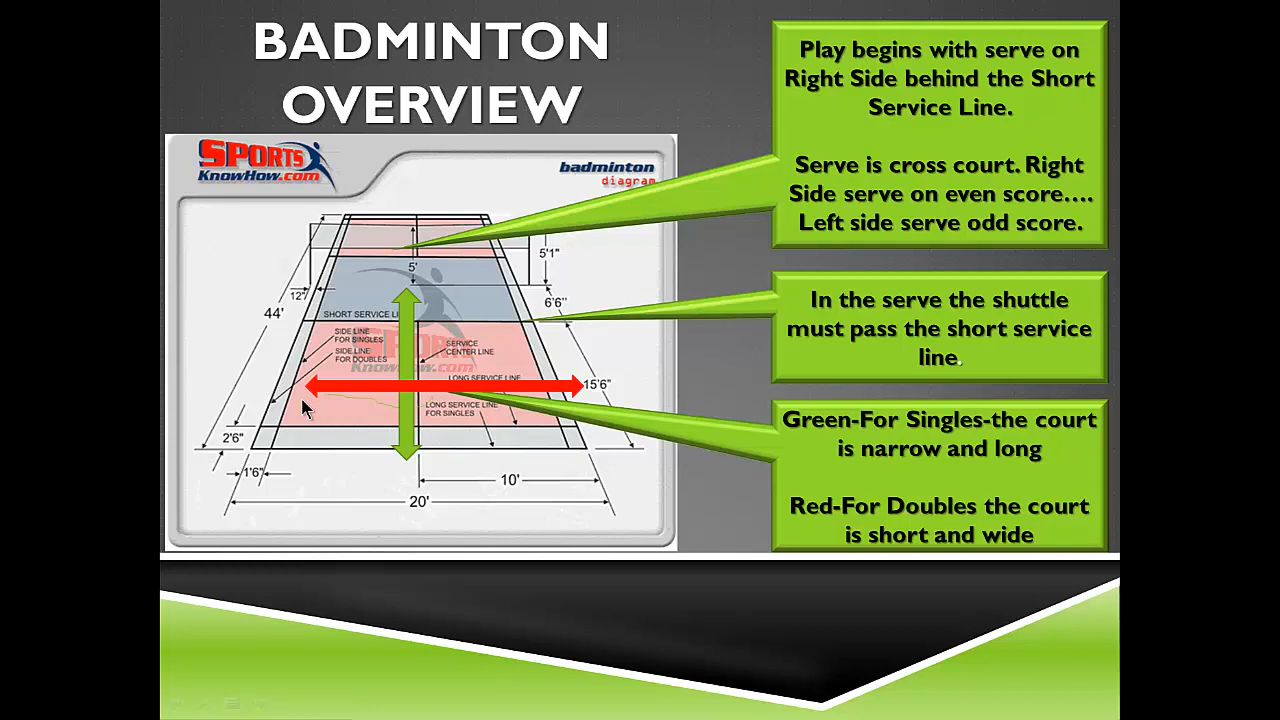 BADMINTON
OVERVIEW
Play begins with serve on
Right Side behind the Short
Service Line.
Serve is cross court. Right
Side serve on even score….
Left side serve odd score.
SPORTS
KnowHow.com
badminton
diagram
5'1"
5'
12"
6'6"
44'
SHORT SERVICE LI
SIDE LINE
FOR SINGLES
SIDE LINE
FOR DOUBLES
SERVICE
CENTER LINE
SPORTS
KnowHow.com
LONG SERVICE LINE
15'6"
LONG SERVICE LINE
FOR SINGLES
2'6"
1'6"
10'
20'
In the serve the shuttle
must pass the short service
line.
Green-For Singles-the court
is narrow and long
Red-For Doubles the court
is short and wide